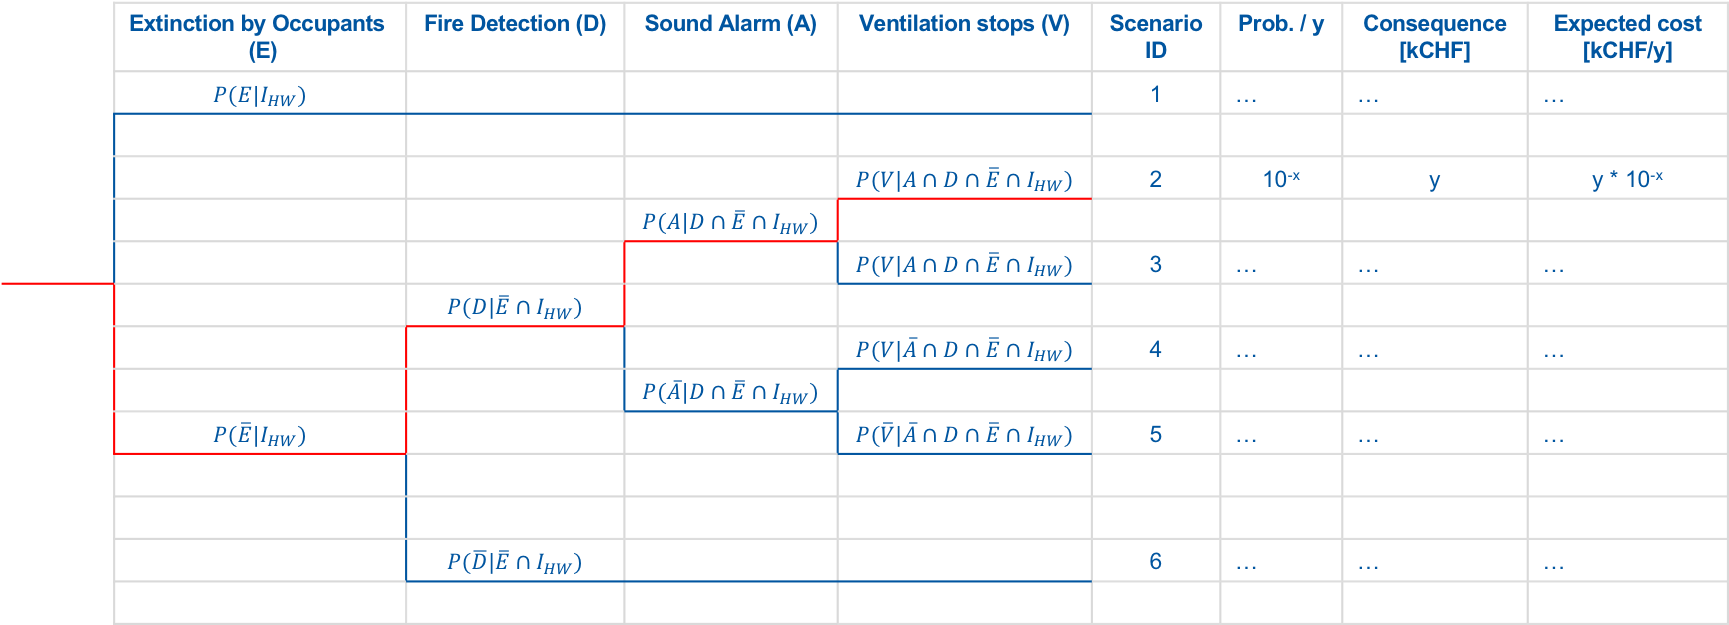 Extinction by Occupants (E)
Fire Detection (D)
Sound Alarm (A)
Ventilation stops (V)
Scenario ID
Prob. / y
Consequence [kCHF]
Expected cost [kCHF/y]
P(E|I_HW) 1 … … …
P(V|A ∩ D ∩ Ē ∩ I_HW) 2 10^-x y y * 10^-x
P(A|D ∩ Ē ∩ I_HW)
P(V|A ∩ D ∩ Ē ∩ I_HW) 3 … … …
P(D|Ē ∩ I_HW)
P(V|Ā ∩ D ∩ Ē ∩ I_HW) 4 … … …
P(Ā|D ∩ Ē ∩ I_HW)
P(Ē|I_HW) P(V̄|Ā ∩ D ∩ Ē ∩ I_HW) 5 … … …
P(D̄|Ē ∩ I_HW) 6 … … …